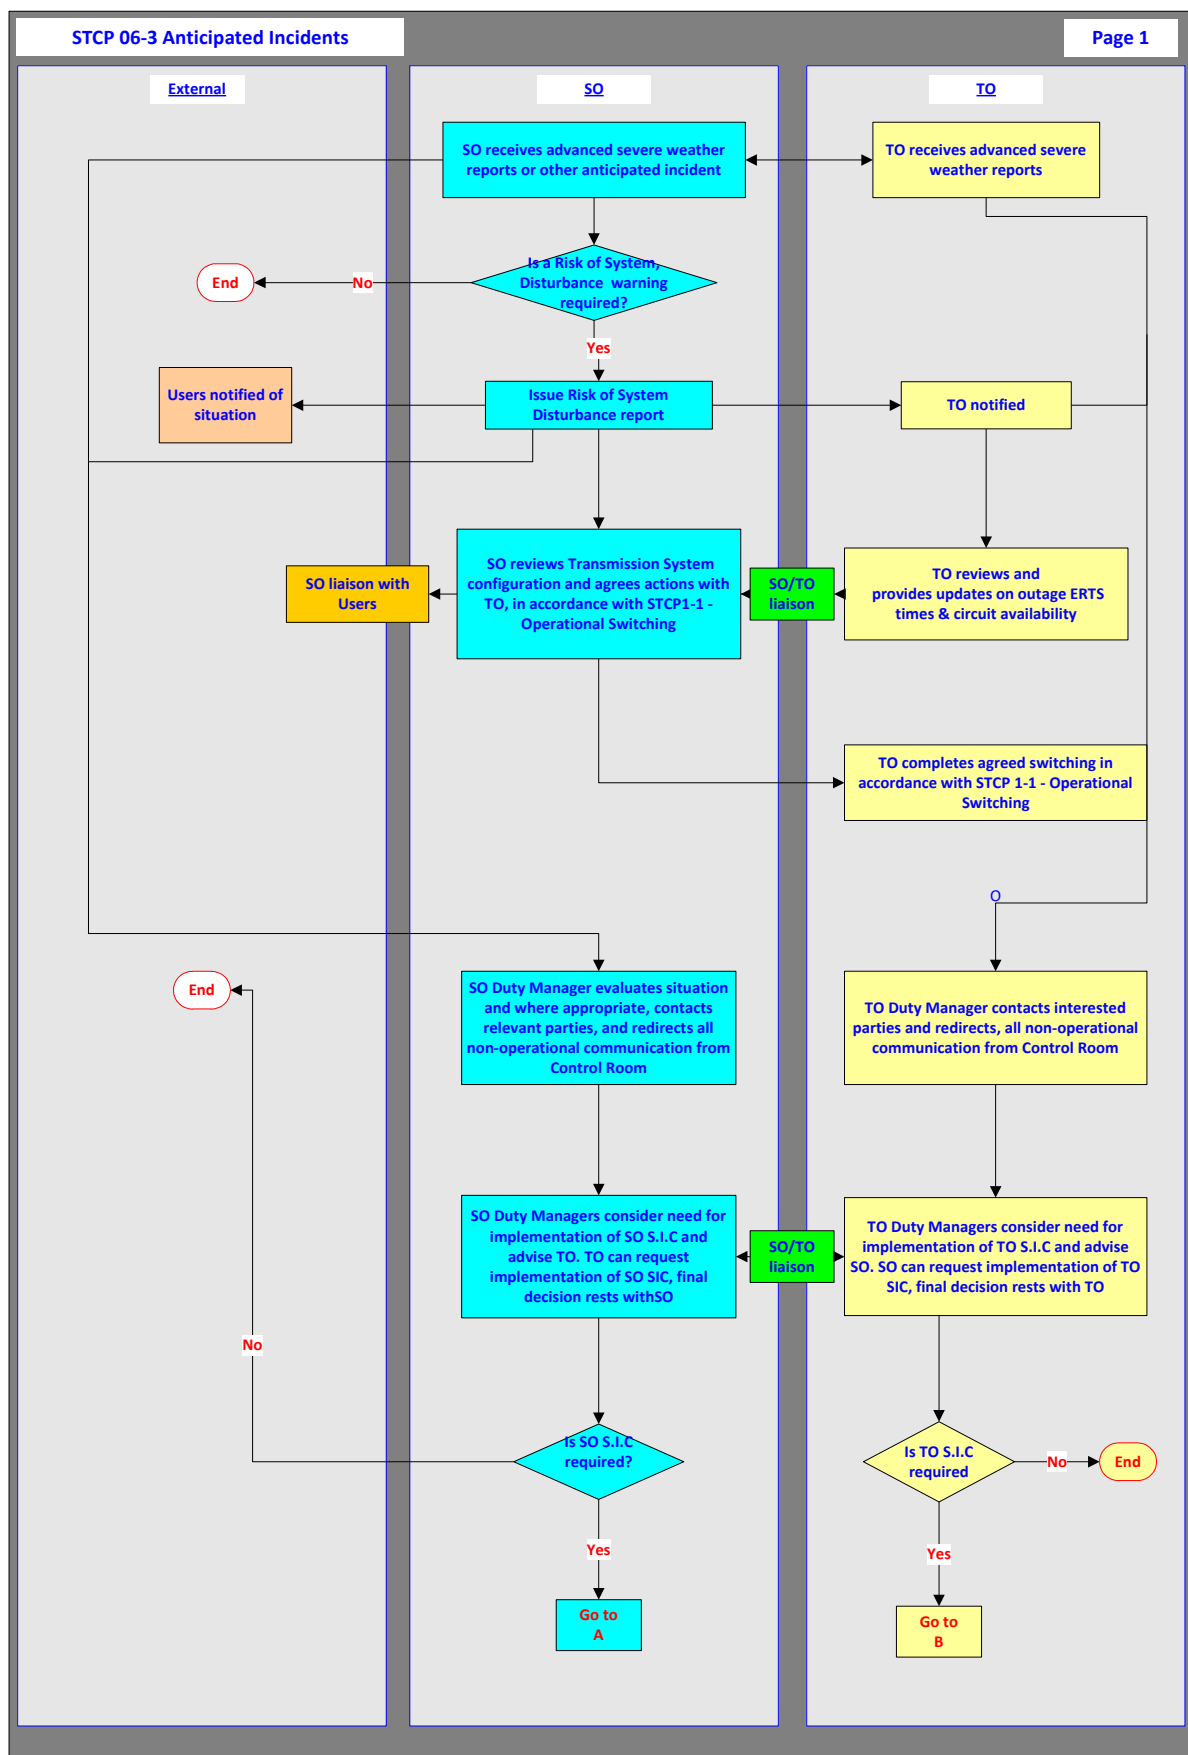 STCP 06-3 Anticipated Incidents
Page 1
External
SO
TO
SO receives advanced severe weather
reports or other anticipated incident
TO receives advanced severe
weather reports
Is a Risk of System,
Disturbance warning
required?
No
End
Yes
Users notified of
situation
Issue Risk of System
Disturbance report
TO notified
SO liaison with
Users
SO reviews Transmission System
configuration and agrees actions with
TO, in accordance with STCP1-1 -
Operational Switching
SO/TO
liaison
TO reviews and
provides updates on outage ERTS
times & circuit availability
TO completes agreed switching in
accordance with STCP 1-1 - Operational
Switching
O
End
SO Duty Manager evaluates situation
and where appropriate, contacts
relevant parties, and redirects all
non-operational communication from
Control Room
TO Duty Manager contacts interested
parties and redirects, all non-operational
communication from Control Room
SO Duty Managers consider need for
implementation of SO S.I.C and
advise TO. TO can request
implementation of SO SIC, final
decision rests withSO
SO/TO
liaison
TO Duty Managers consider need for
implementation of TO S.I.C and advise
SO. SO can request implementation of TO
SIC, final decision rests with TO
No
Is SO S.I.C
required?
Is TO S.I.C
required
No
End
Yes
Yes
Go to
A
Go to
B